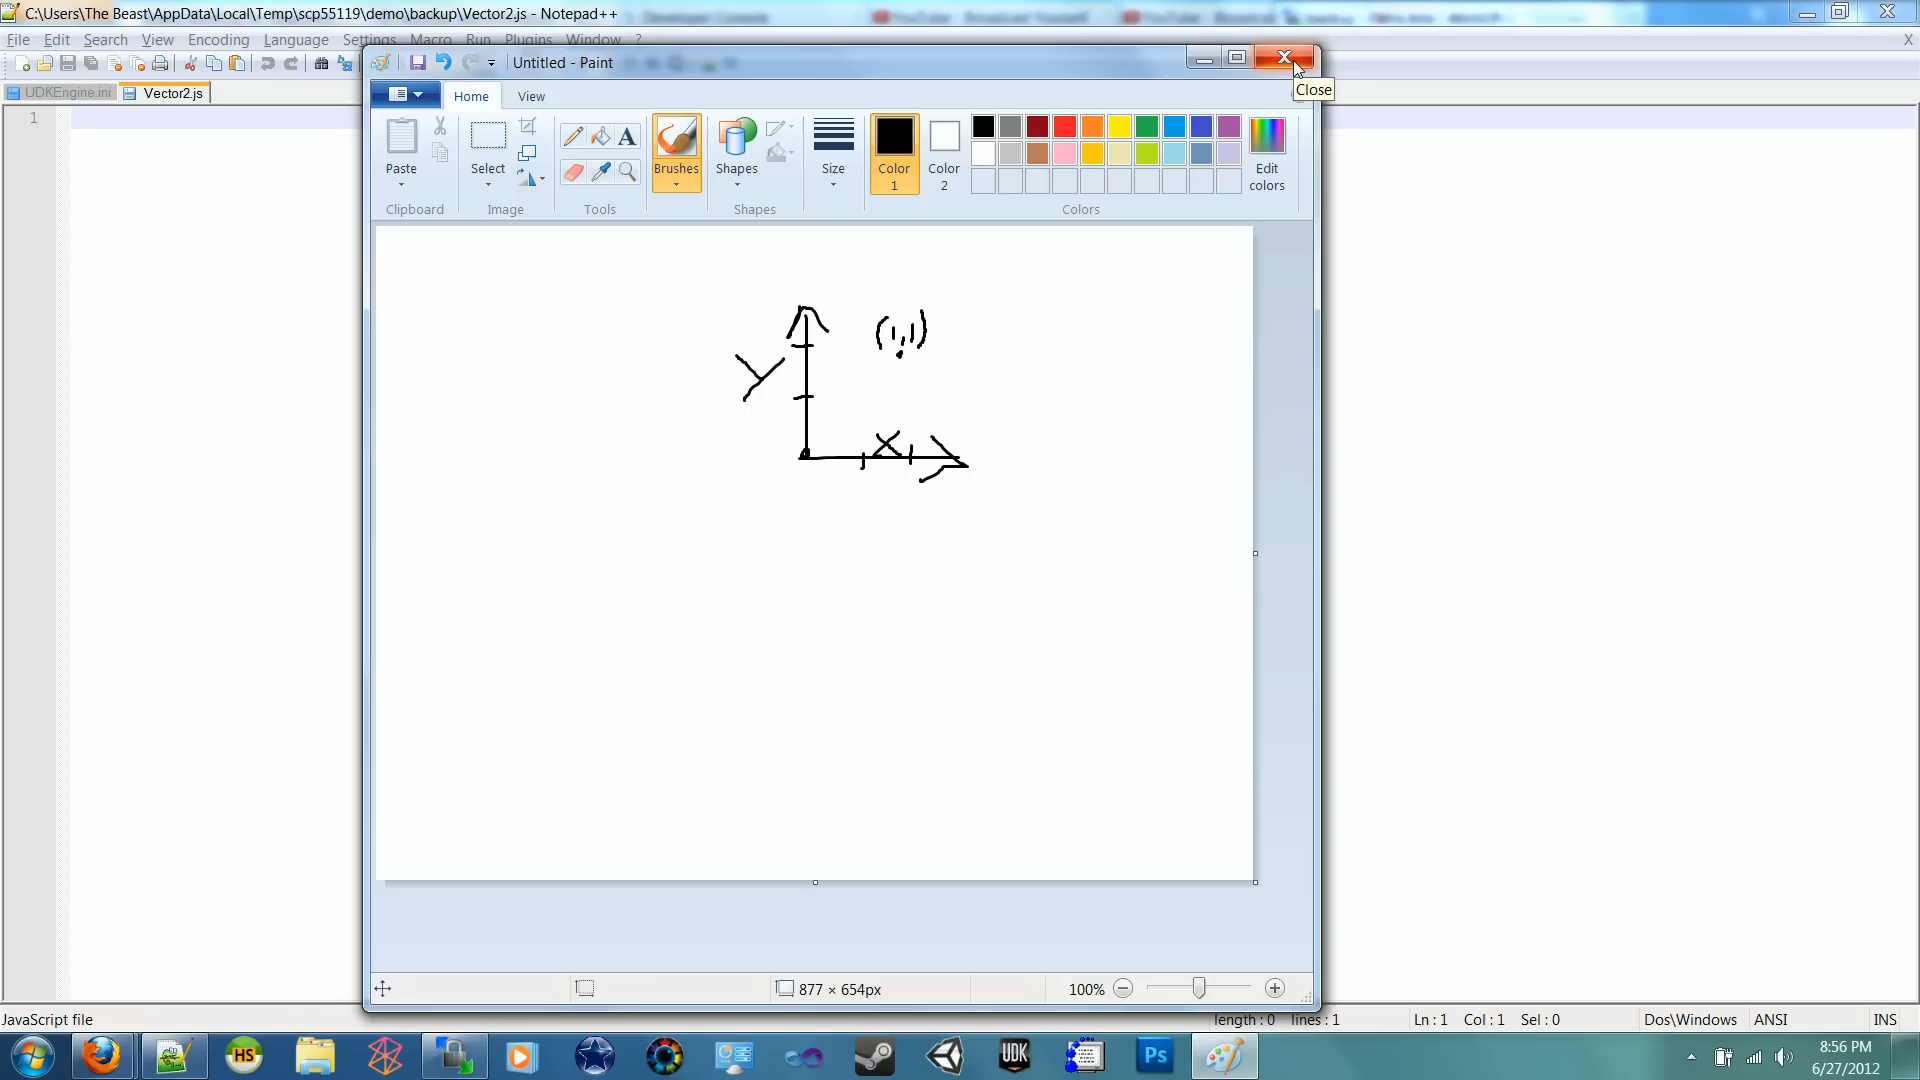 C:\Users\The Beast\AppData\Local\Temp\scp55119\demo\backup\Vector2.js - Notepad++
File Edit Search View Encoding Language Settings Macro Run Plugins Window ?
X
UDKEngine.ini Vector2.js
1
Untitled - Paint
Close
Home View
Paste Select Brushes Shapes Size Color 1 Color 2 Edit colors
Clipboard Image Tools Shapes Colors
(1,1)
Y
X
877 × 654px 100%
JavaScript file length : 0 lines : 1 Ln : 1 Col : 1 Sel : 0 Dos\Windows ANSI INS
HS UDK Ps
8:56 PM
6/27/2012